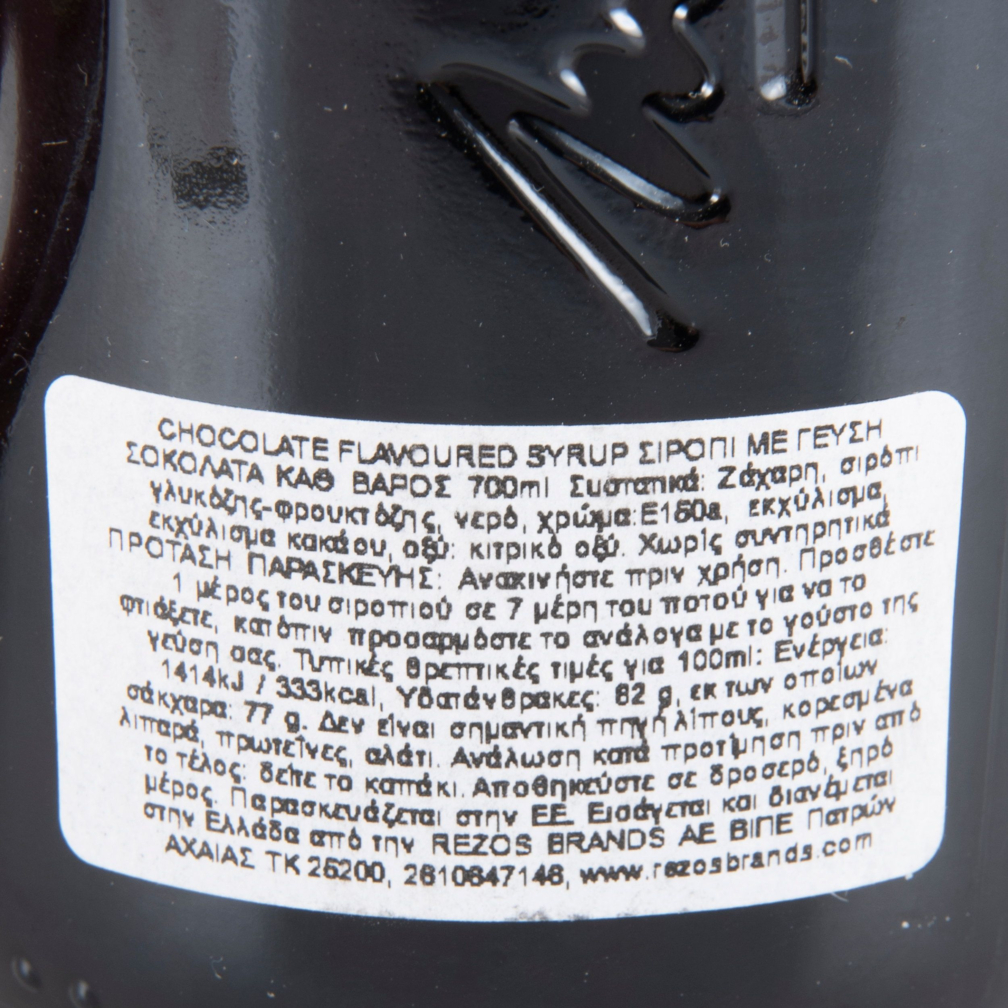 CHOCOLATE FLAVOURED SYRUP ΣΙΡΟΠΙ ΜΕ ΓΕΥΣΗ
ΣΟΚΟΛΑΤΑ ΚΑΘ ΒΑΡΟΣ 700ml Συστατικά: Ζάχαρη, σιρόπι
γλυκόζης-φρουκτόζης, νερό, χρώμα:E150a, εκχύλισμα,
εκχύλισμα κακάου, οξύ: κιτρικό οξύ. Χωρίς συντηρητικά
ΠΡΟΤΑΣΗ ΠΑΡΑΣΚΕΥΗΣ: Ανακινήστε πριν χρήση. Προσθέστε
1 μέρος του σιροπιού σε 7 μέρη του ποτού για να το
φτιάξετε, κατόπιν προσαρμόστε το ανάλογα με το γούστο της
γεύση σας. Τυπικές θρεπτικές τιμές για 100ml: Ενέργεια:
1414kJ / 333kcal, Υδατάνθρακες: 82 g, εκ των οποίων
σάκχαρα: 77 g. Δεν είναι σημαντική πηγή λίπους, κορεσμένα
λιπαρά, πρωτεΐνες, αλάτι. Ανάλωση κατά προτίμηση πριν από
το τέλος: δείτε το καπάκι. Αποθηκεύστε σε δροσερό, ξηρό
μέρος. Παρασκευάζεται στην ΕΕ. Εισάγεται και διανέμεται
στην Ελλάδα από την REZOS BRANDS ΑΕ ΒΙΠΕ Πατρών
ΑΧΑΙΑΣ ΤΚ 25200, 2610647146, www.rezosbrands.com